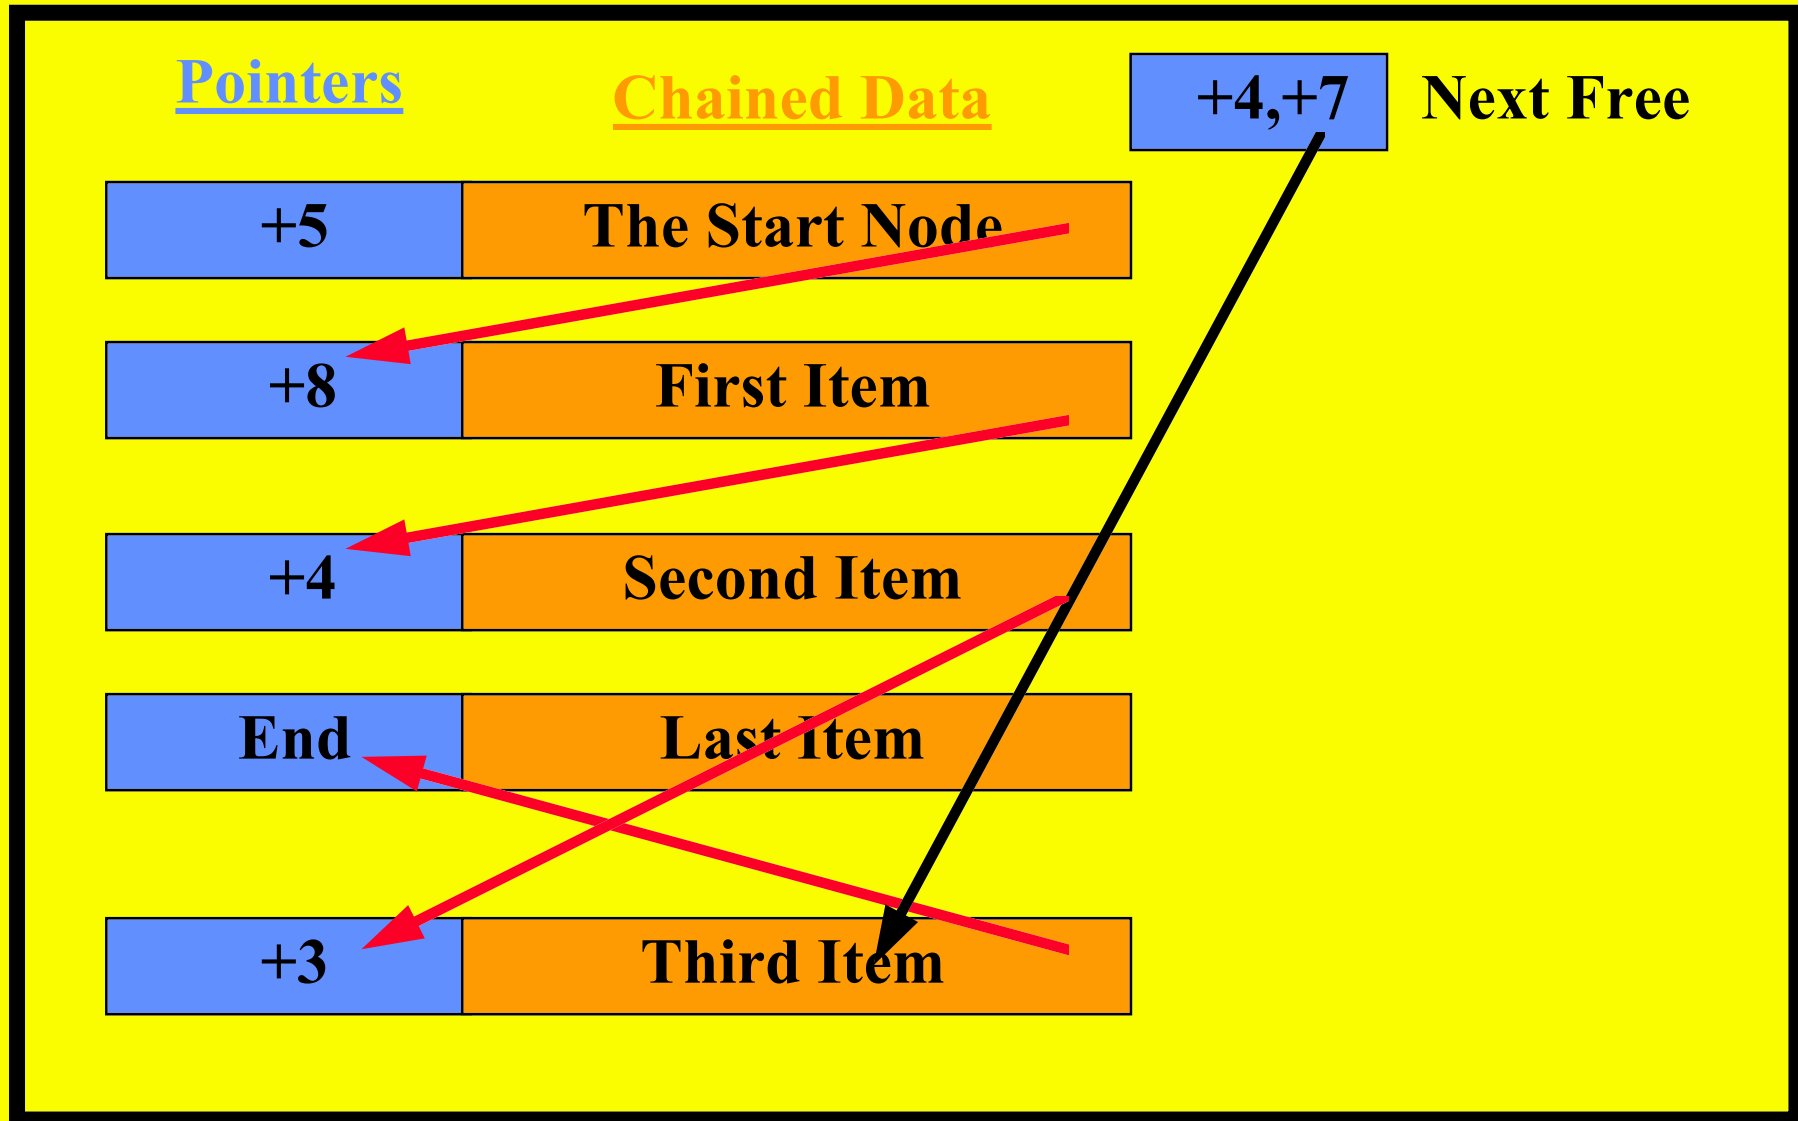 Pointers
Chained Data
+4,+7 Next Free
+5 The Start Node
+8 First Item
+4 Second Item
End Last Item
+3 Third Item